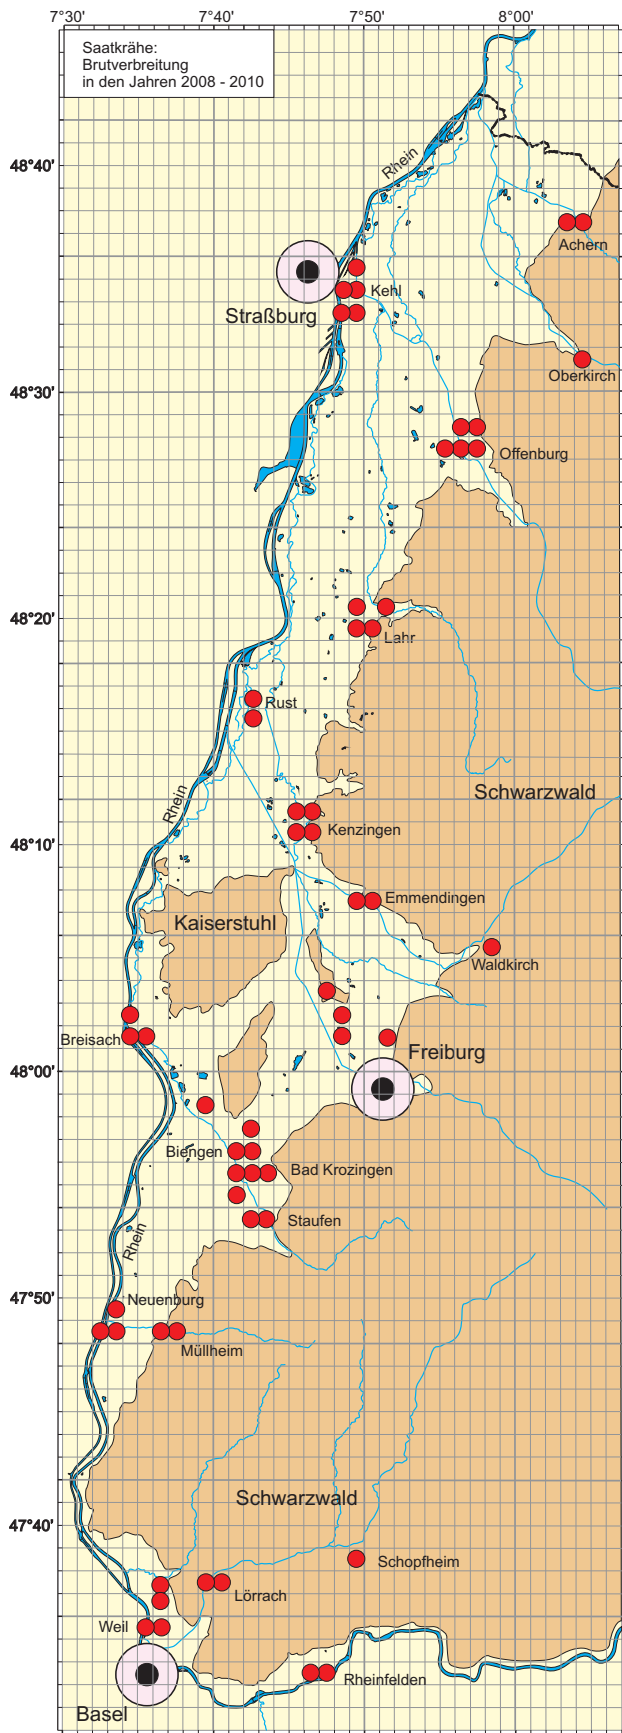 7°30' 7°40' 7°50' 8°00'
Saatkrähe:
Brutverbreitung
in den Jahren 2008 - 2010
48°40'
Rhein
Achern
Kehl
Straßburg
Oberkirch
48°30'
Offenburg
48°20'
Lahr
Rust
Schwarzwald
Rhein
Kenzingen
48°10'
Emmendingen
Kaiserstuhl
Waldkirch
Breisach
Freiburg
48°00'
Biengen
Bad Krozingen
Staufen
Rhein
47°50'
Neuenburg
Müllheim
Schwarzwald
47°40'
Schopfheim
Lörrach
Weil
Rheinfelden
Basel